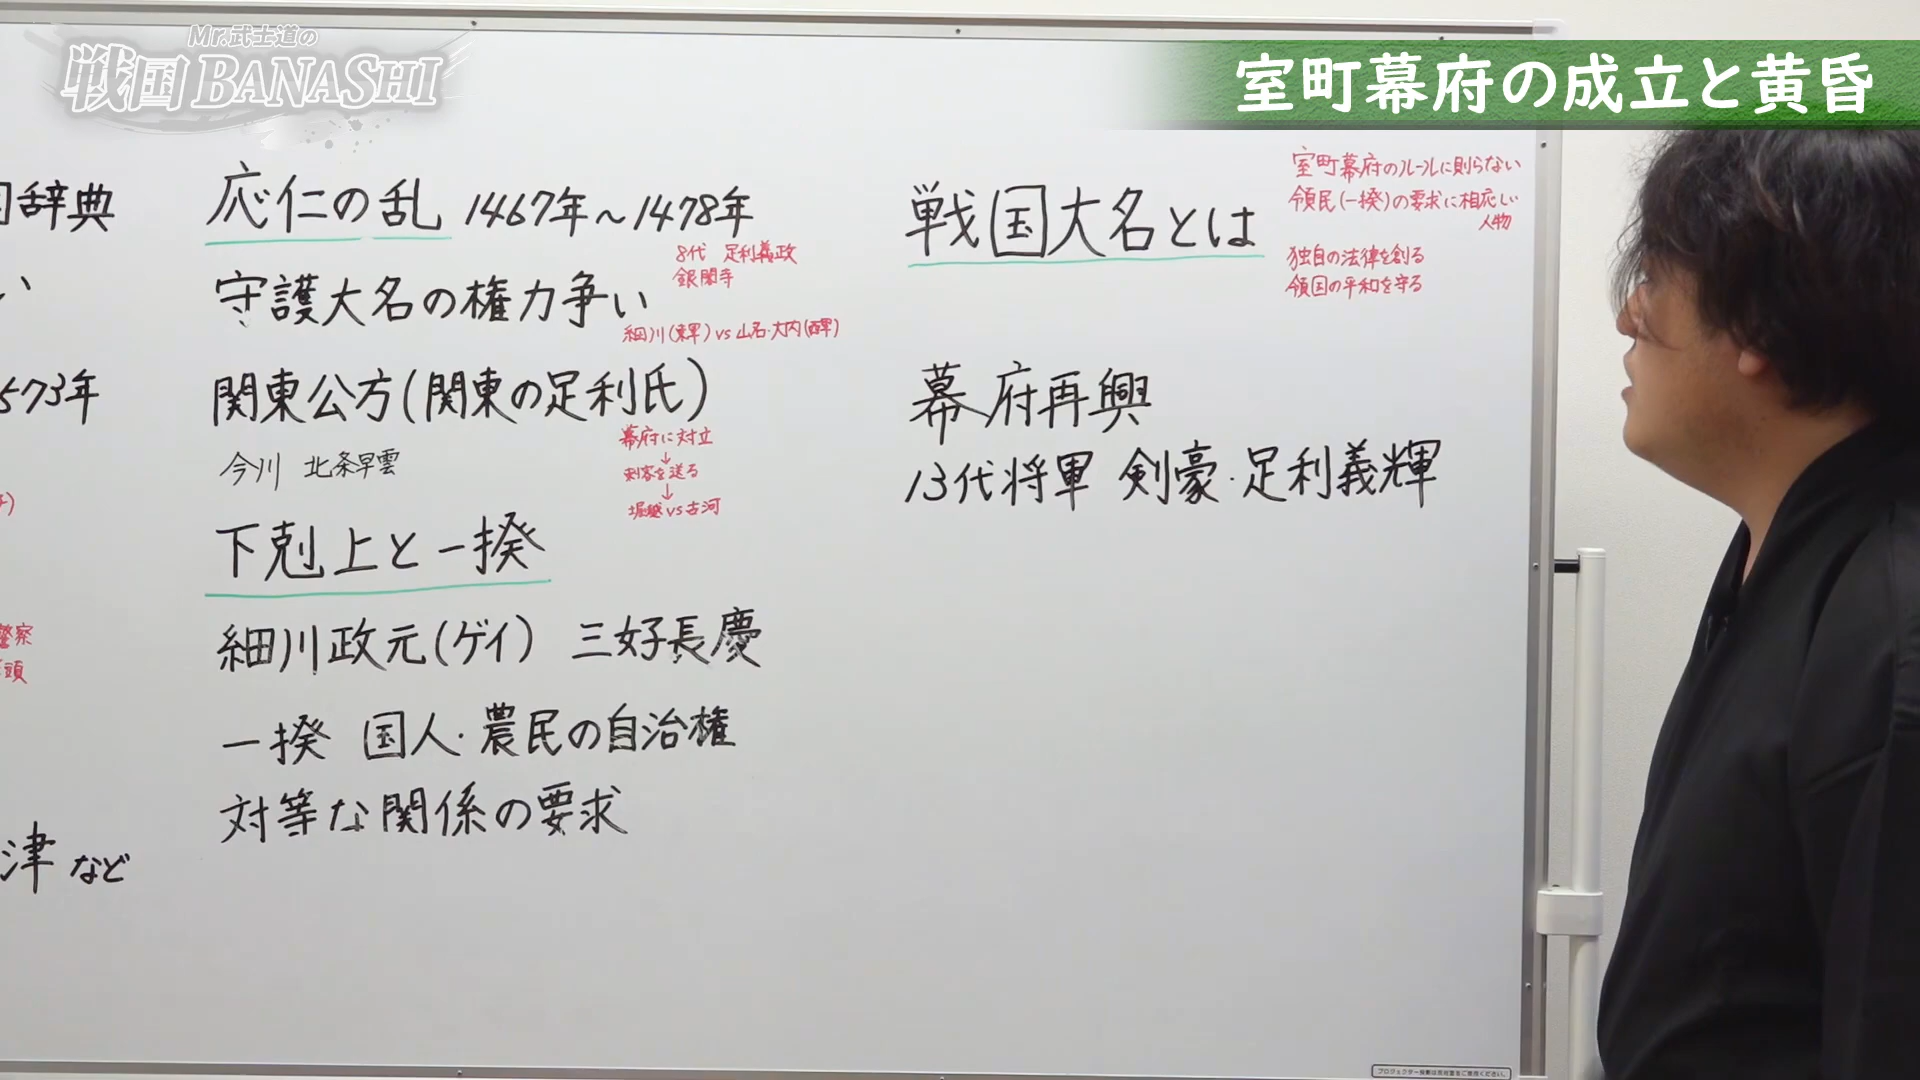 Mr.武士道の
戦国BANASHI
室町幕府の成立と黄昏
辞典
い
573年
警察
頭
津 など
応仁の乱 1467年~1478年
8代 足利義政
銀閣寺
守護大名の権力争い
細川(東軍)vs山名・大内(西軍)
関東公方(関東の足利氏)
今川 北条早雲
幕府に対立
↓
刺客を送る
↓
堀越vs古河
下剋上と一揆
細川政元(ゲイ) 三好長慶
一揆 国人・農民の自治権
対等な関係の要求
戦国大名とは
室町幕府のルールに則らない
領民(一揆)の要求に相応しい
人物
独自の法律を創る
領国の平和を守る
幕府再興
13代将軍 剣豪・足利義輝